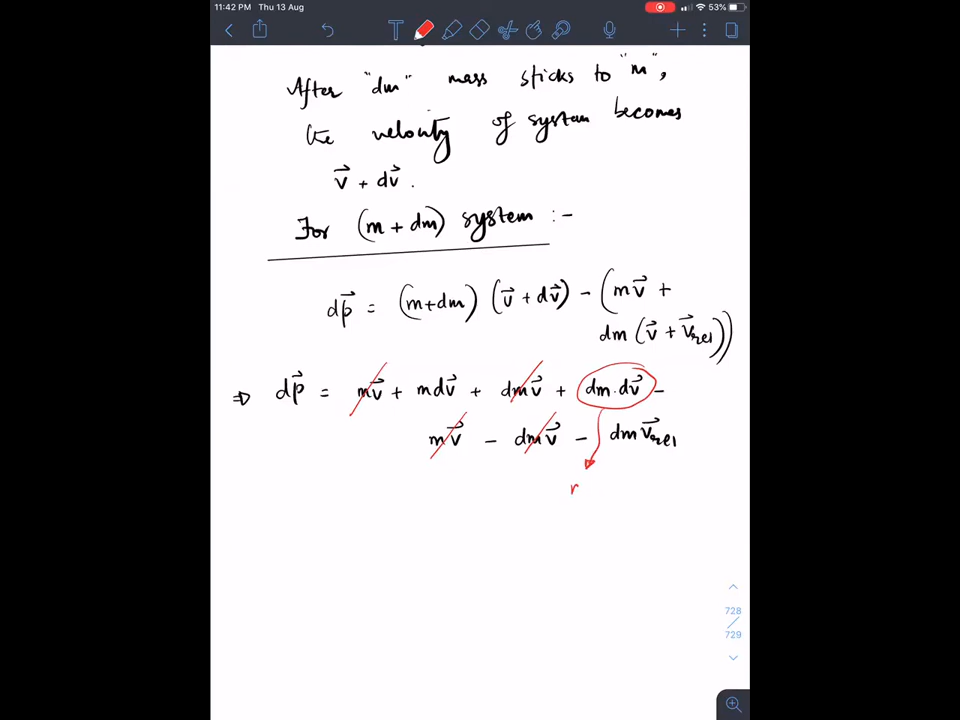 11:42 PM Thu 13 Aug 53%
After "dm" mass sticks to "m",
the velocity of system becomes
v⃗ + dv⃗.
For (m + dm) system :-
dp⃗ = (m+dm) (v⃗ + dv⃗) - (mv⃗ +
dm (v⃗ + v⃗rel))
⇒ dp⃗ = mv⃗ + mdv⃗ + dmv⃗ + dm·dv⃗ -
mv⃗ - dmv⃗ - dm v⃗rel
r
728
729